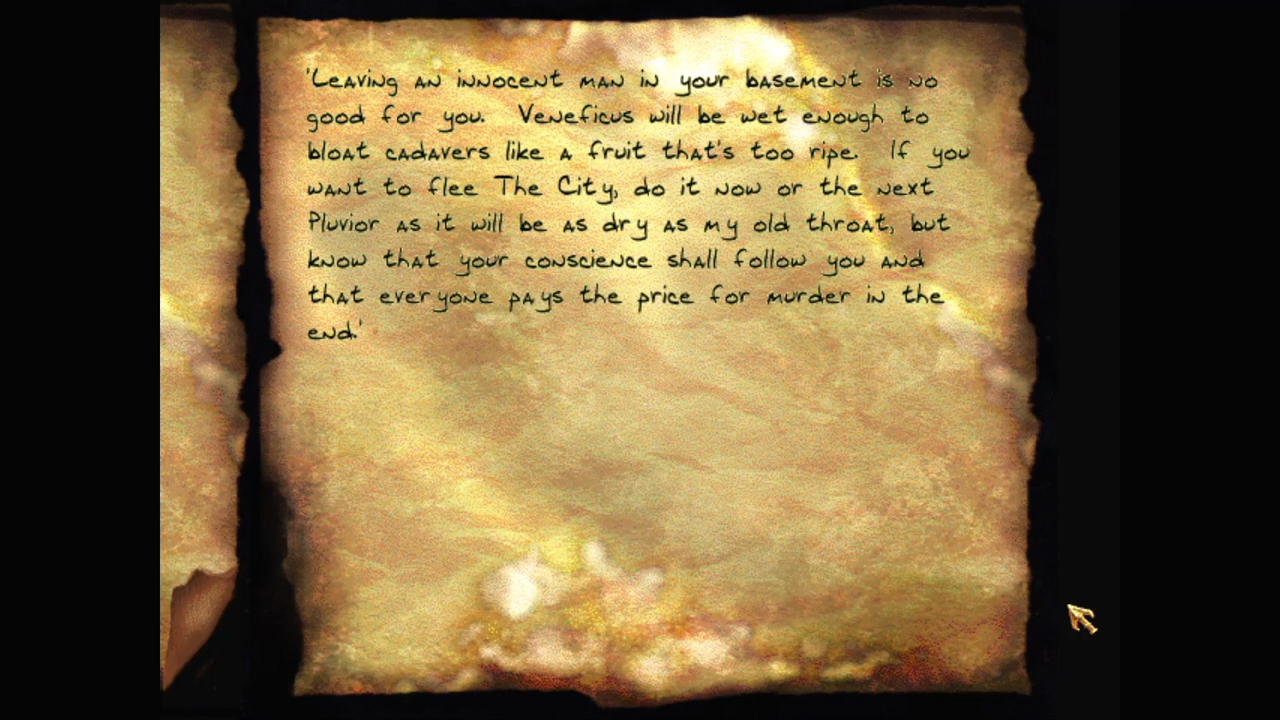 'Leaving an innocent man in your basement is no
good for you. Veneficus will be wet enough to
bloat cadavers like a fruit that's too ripe. If you
want to flee The City, do it now or the next
Pluvior as it will be as dry as my old throat, but
know that your conscience shall follow you and
that everyone pays the price for murder in the
end.'